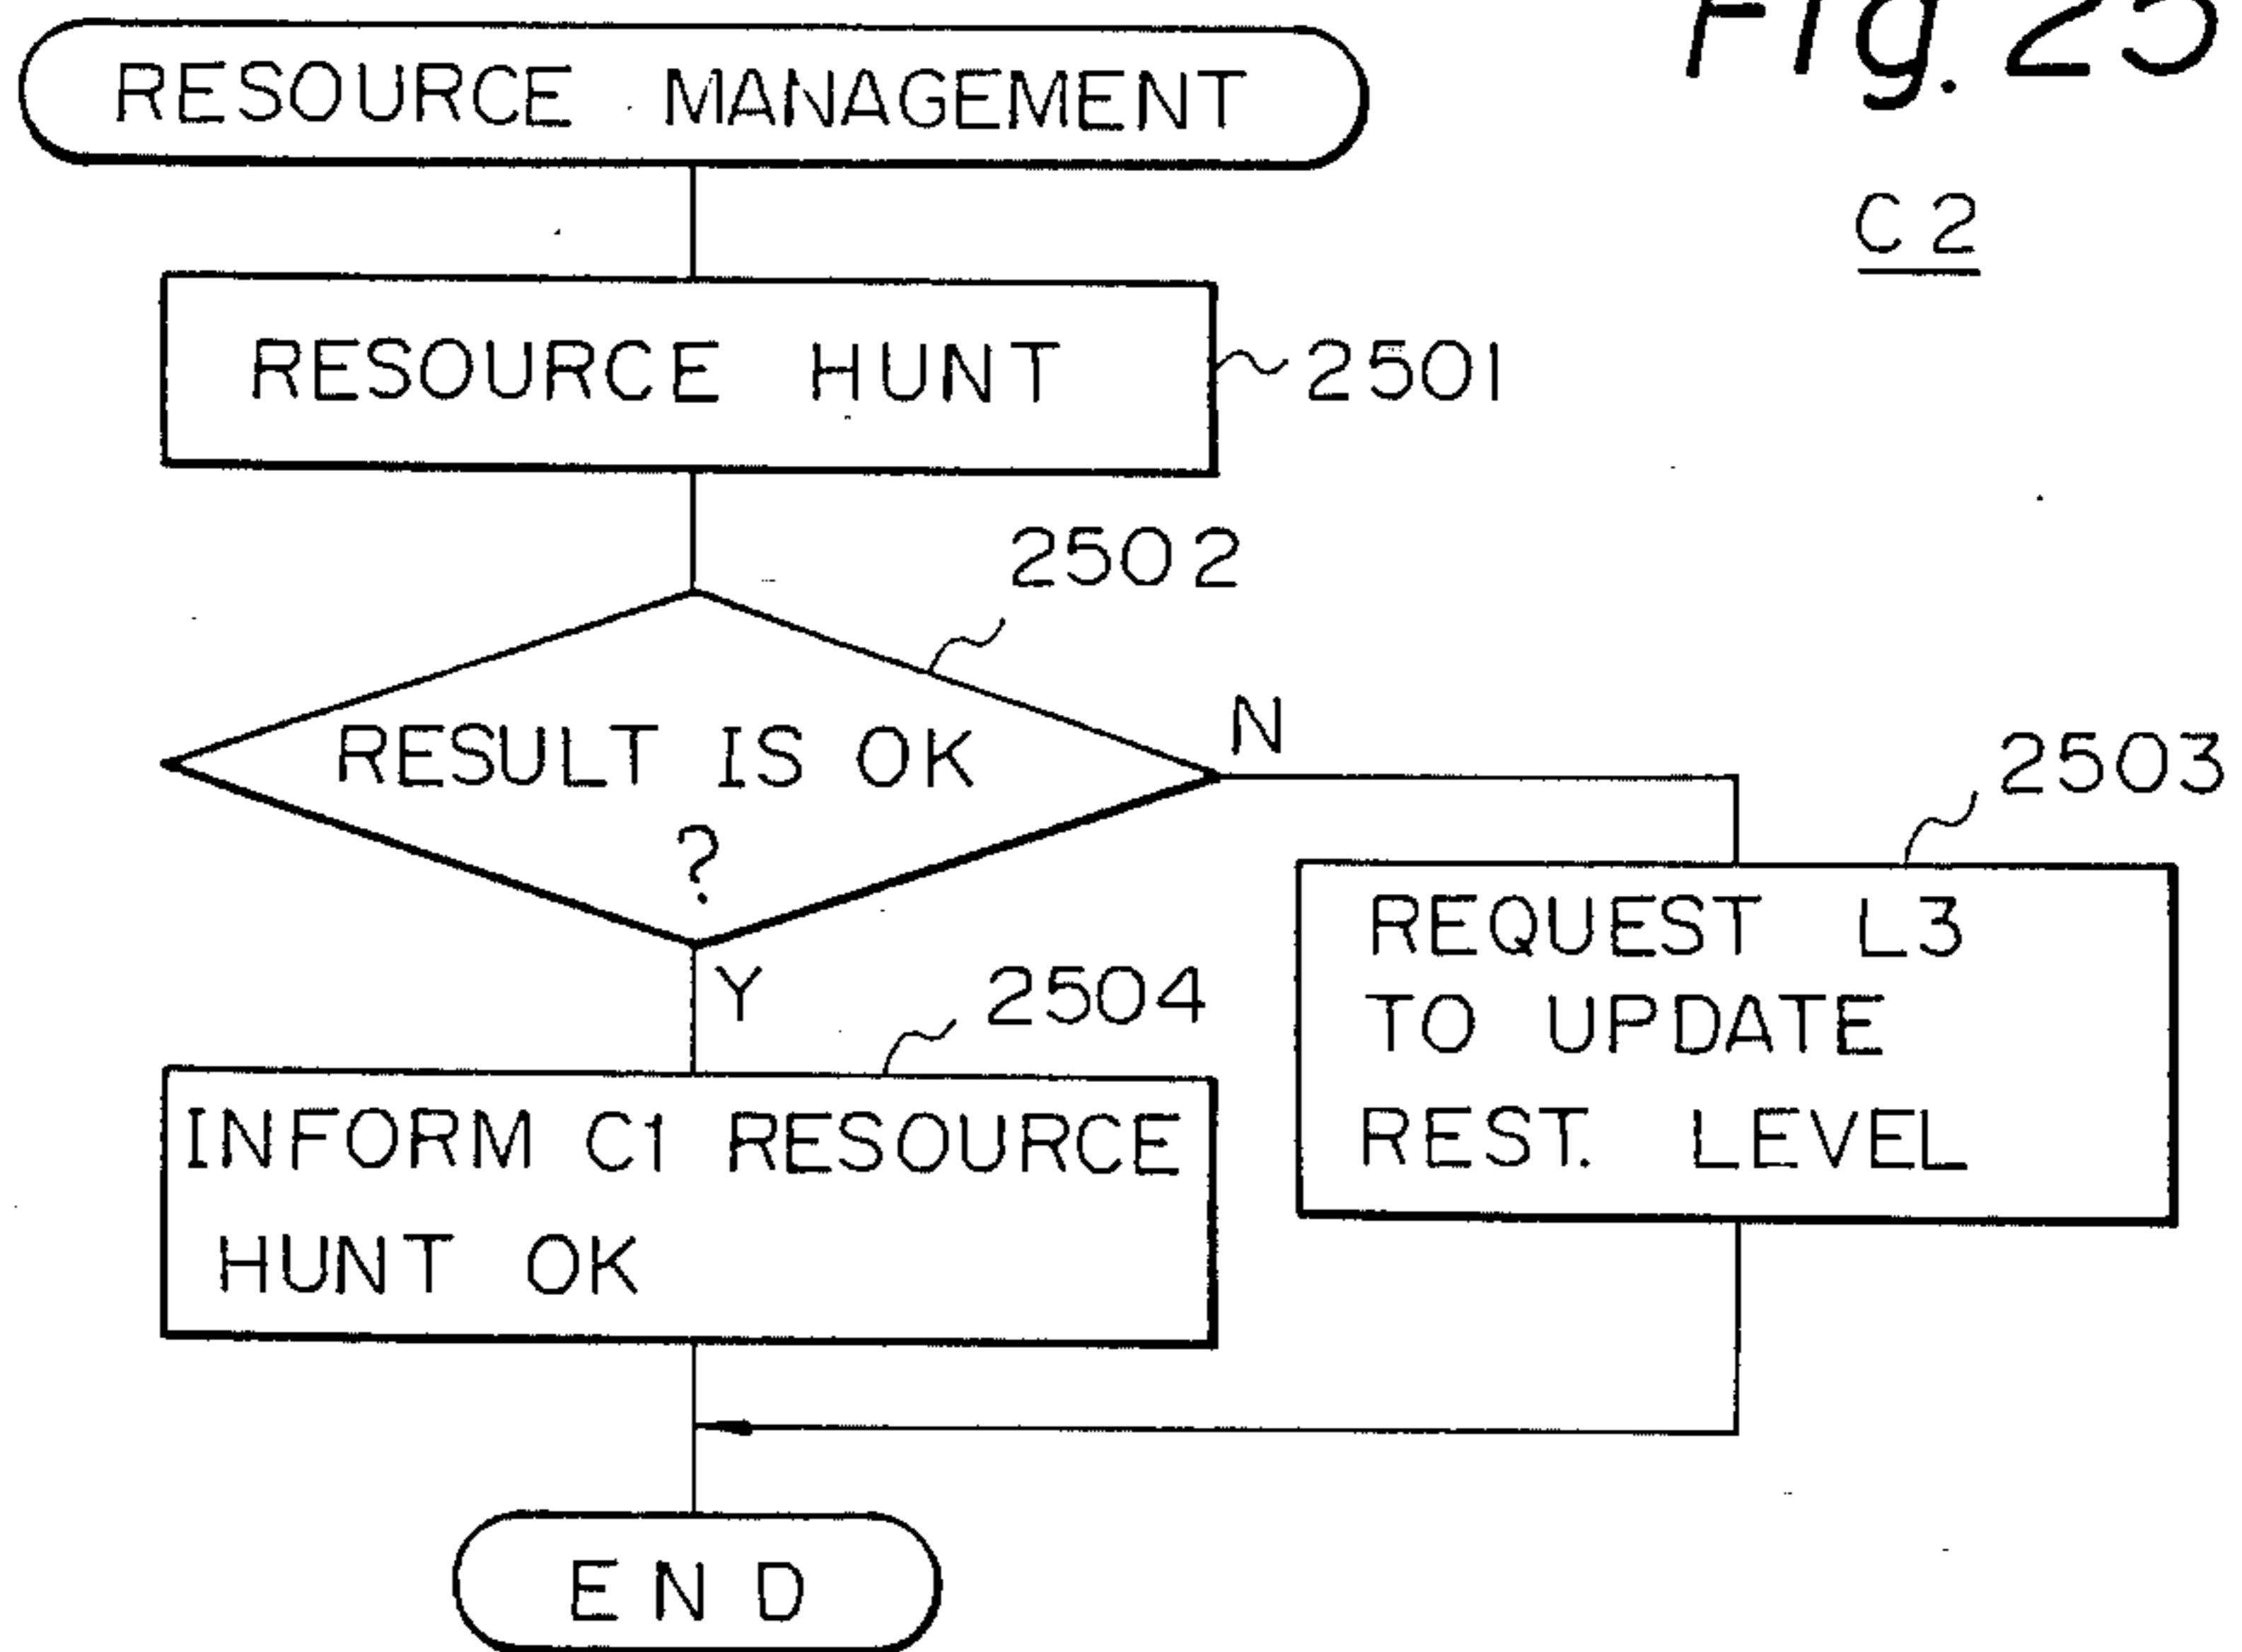 Fig. 25
RESOURCE MANAGEMENT
C2
RESOURCE HUNT
2501
2502
RESULT IS OK
?
N
2503
REQUEST L3
TO UPDATE
REST. LEVEL
Y
2504
INFORM C1 RESOURCE
HUNT OK
END